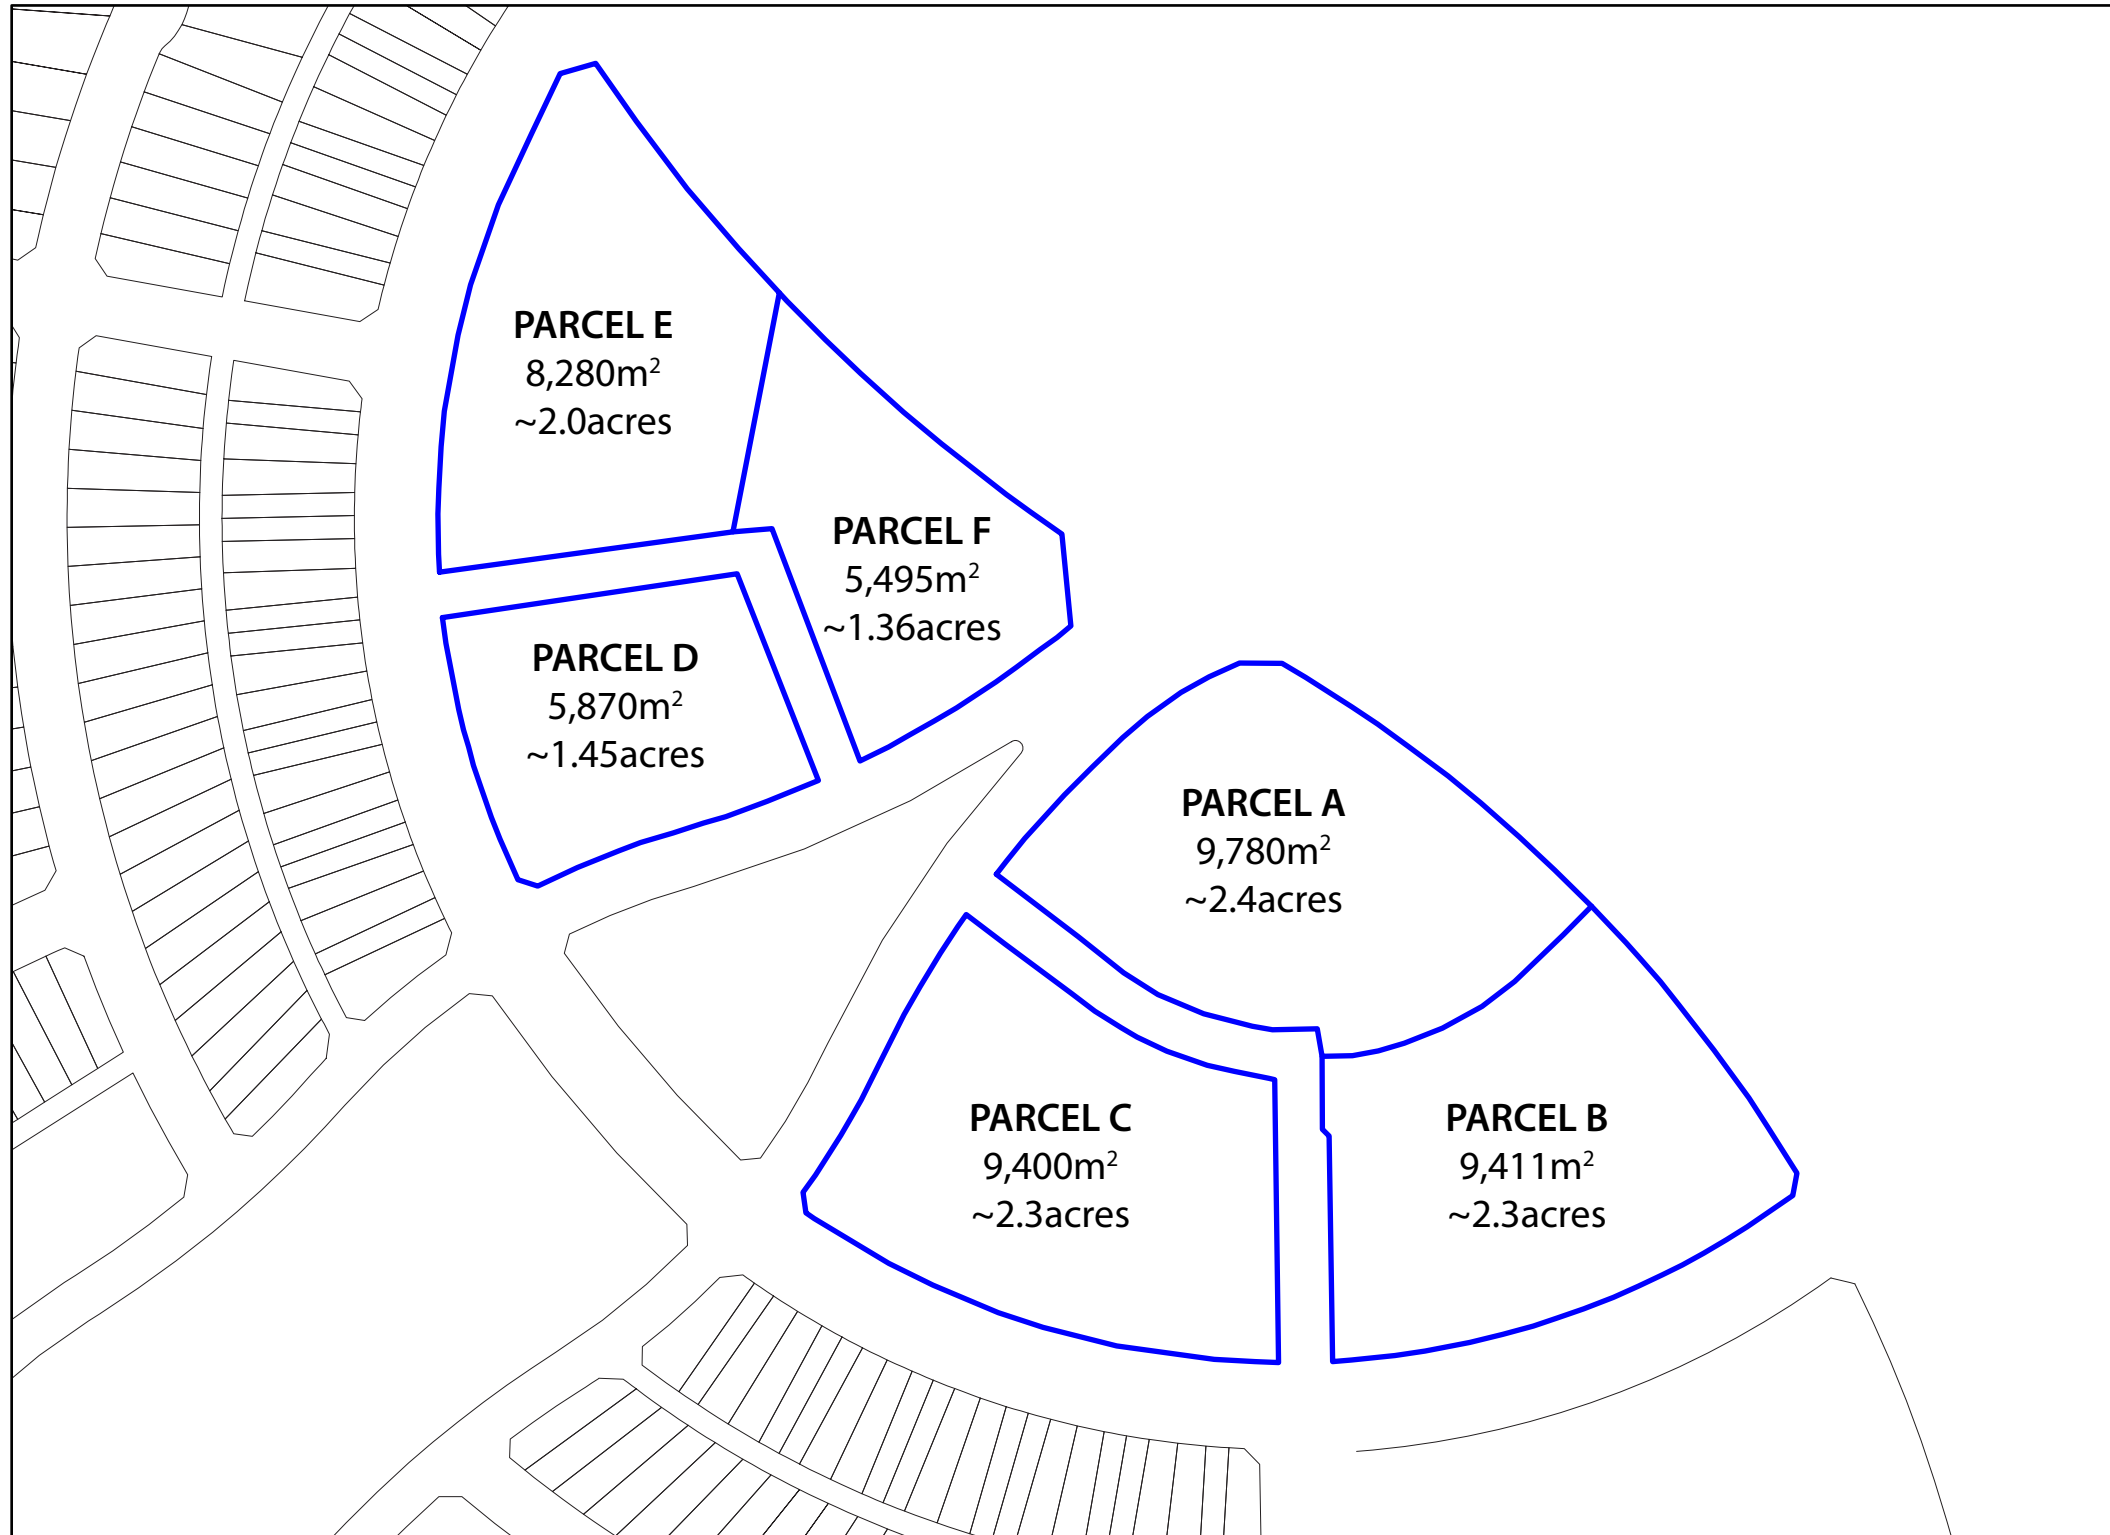 PARCEL E
8,280m²
~2.0acres
PARCEL F
5,495m²
~1.36acres
PARCEL D
5,870m²
~1.45acres
PARCEL A
9,780m²
~2.4acres
PARCEL C
9,400m²
~2.3acres
PARCEL B
9,411m²
~2.3acres